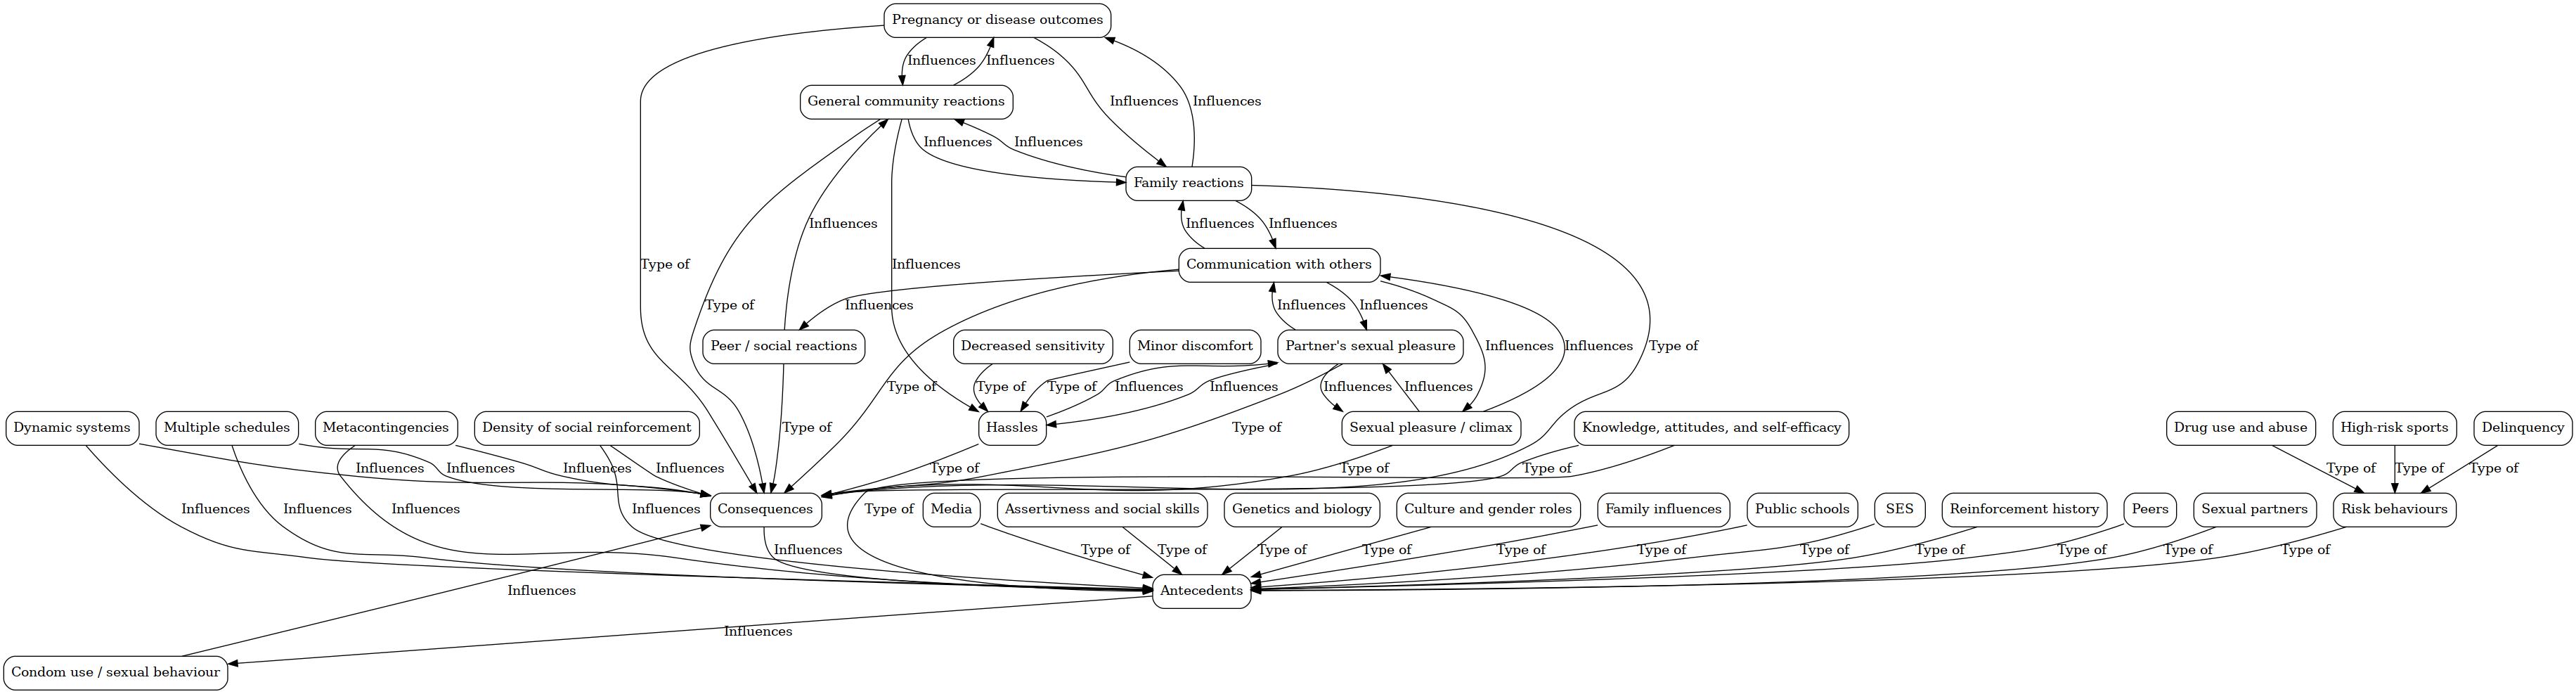 Pregnancy or disease outcomes
Influences
Influences
General community reactions
Influences
Influences
Influences
Influences
Family reactions
Influences
Influences
Influences
Type of
Influences
Communication with others
Type of
Influences
Influences
Influences
Peer / social reactions
Decreased sensitivity
Minor discomfort
Partner's sexual pleasure
Influences
Influences
Type of
Type of
Type of
Type of
Influences
Influences
Influences
Influences
Dynamic systems
Multiple schedules
Metacontingencies
Density of social reinforcement
Type of
Hassles
Type of
Sexual pleasure / climax
Knowledge, attitudes, and self-efficacy
Drug use and abuse
High-risk sports
Delinquency
Influences
Influences
Influences
Influences
Type of
Type of
Type of
Type of
Type of
Type of
Influences
Influences
Influences
Influences
Consequences
Type of
Media
Assertivness and social skills
Genetics and biology
Culture and gender roles
Family influences
Public schools
SES
Reinforcement history
Peers
Sexual partners
Risk behaviours
Influences
Type of
Type of
Type of
Type of
Type of
Type of
Type of
Type of
Type of
Type of
Type of
Influences
Antecedents
Influences
Condom use / sexual behaviour